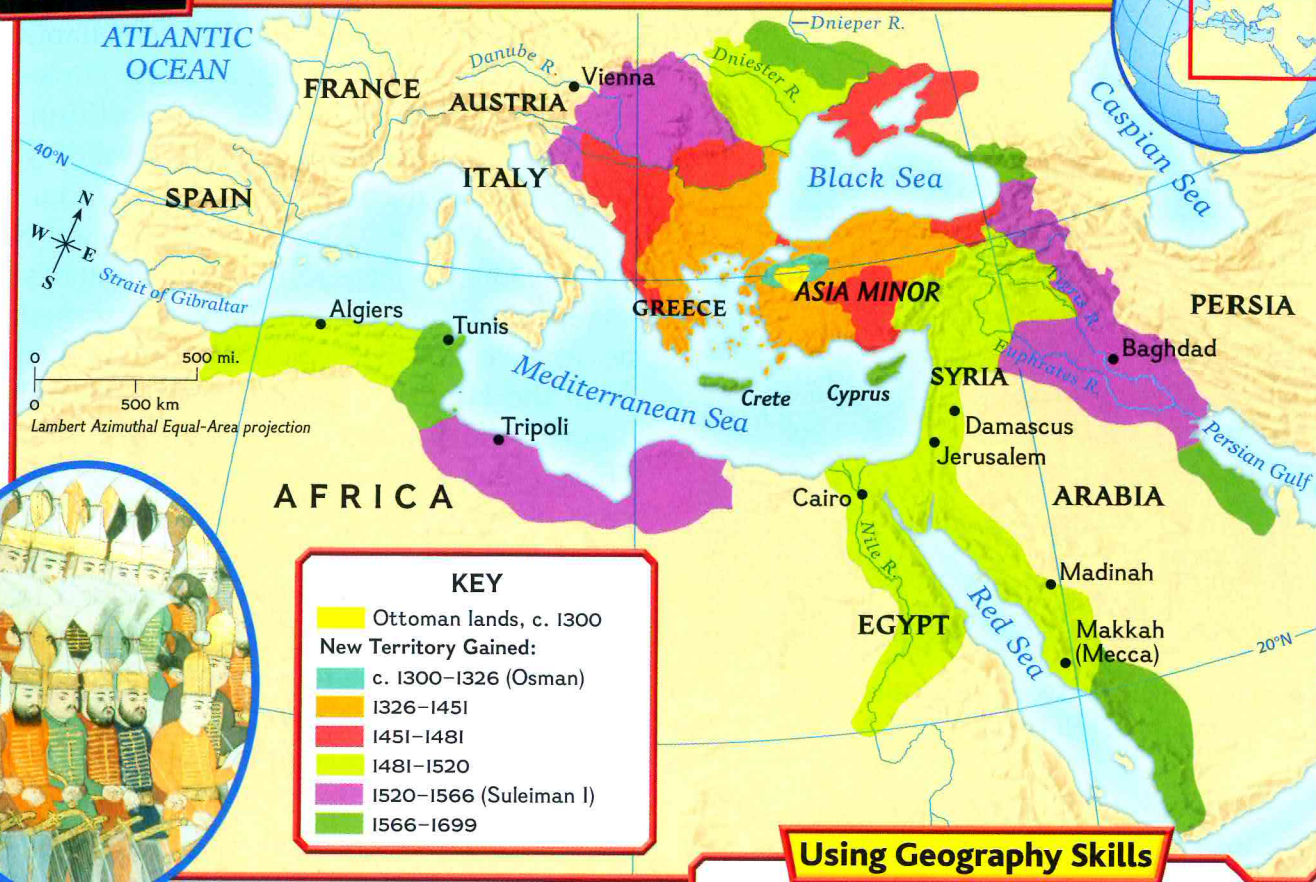 ATLANTIC
OCEAN
FRANCE
Danube R.
Vienna
AUSTRIA
Dniester R.
Dnieper R.
Caspian Sea
40°N
SPAIN
ITALY
Black Sea
N
W
E
S
Strait of Gibraltar
Algiers
Tunis
GREECE
ASIA MINOR
Tigris R.
PERSIA
0 500 mi.
0 500 km
Lambert Azimuthal Equal-Area projection
Mediterranean Sea
Crete
Cyprus
SYRIA
Euphrates R.
Baghdad
Tripoli
Damascus
Jerusalem
Persian Gulf
AFRICA
Cairo
ARABIA
Nile R.
Madinah
EGYPT
Red Sea
Makkah
(Mecca)
20°N
KEY
Ottoman lands, c. 1300
New Territory Gained:
c. 1300–1326 (Osman)
1326–1451
1451–1481
1481–1520
1520–1566 (Suleiman I)
1566–1699
Using Geography Skills